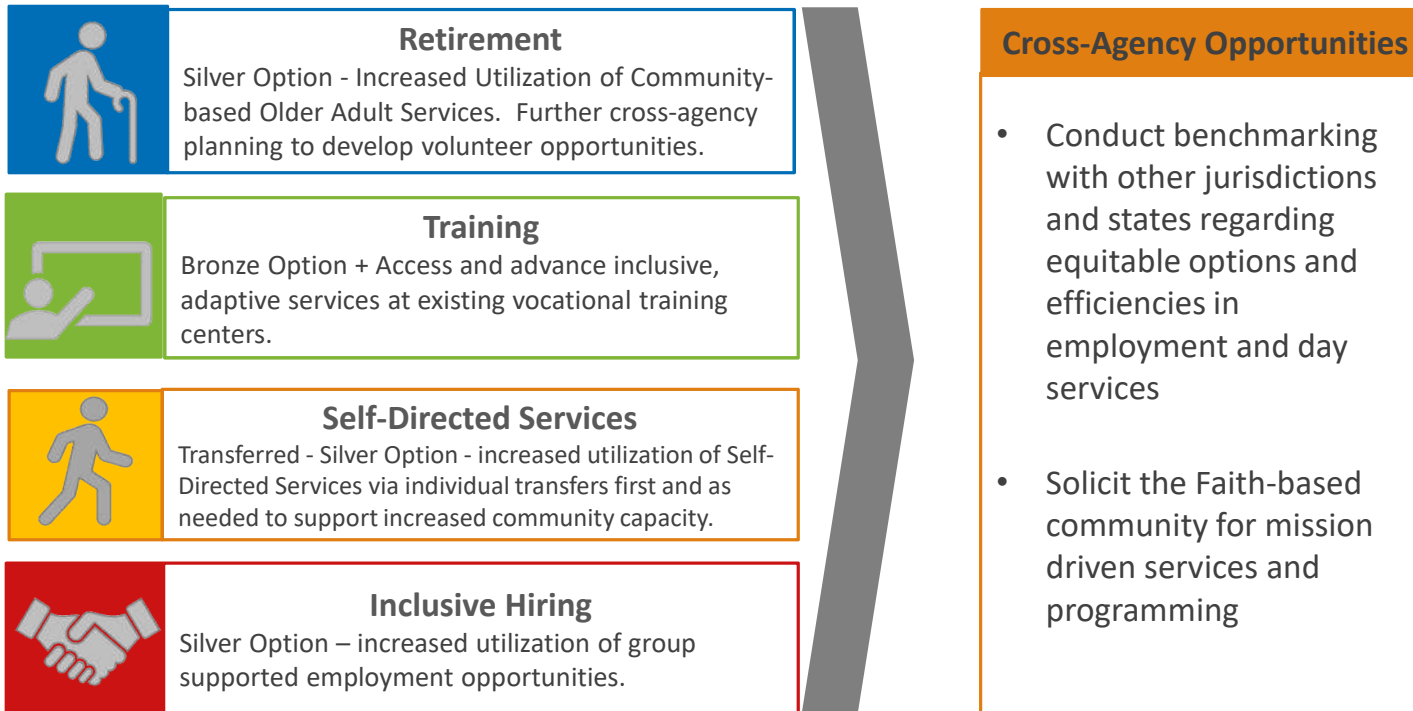 Retirement
Silver Option - Increased Utilization of Community-
based Older Adult Services.  Further cross-agency
planning to develop volunteer opportunities.
Training
Bronze Option + Access and advance inclusive,
adaptive services at existing vocational training
centers.
Self-Directed Services
Transferred - Silver Option - increased utilization of Self-
Directed Services via individual transfers first and as
needed to support increased community capacity.
Inclusive Hiring
Silver Option – increased utilization of group
supported employment opportunities.
Cross-Agency Opportunities
• Conduct benchmarking
with other jurisdictions
and states regarding
equitable options and
efficiencies in
employment and day
services
• Solicit the Faith-based
community for mission
driven services and
programming